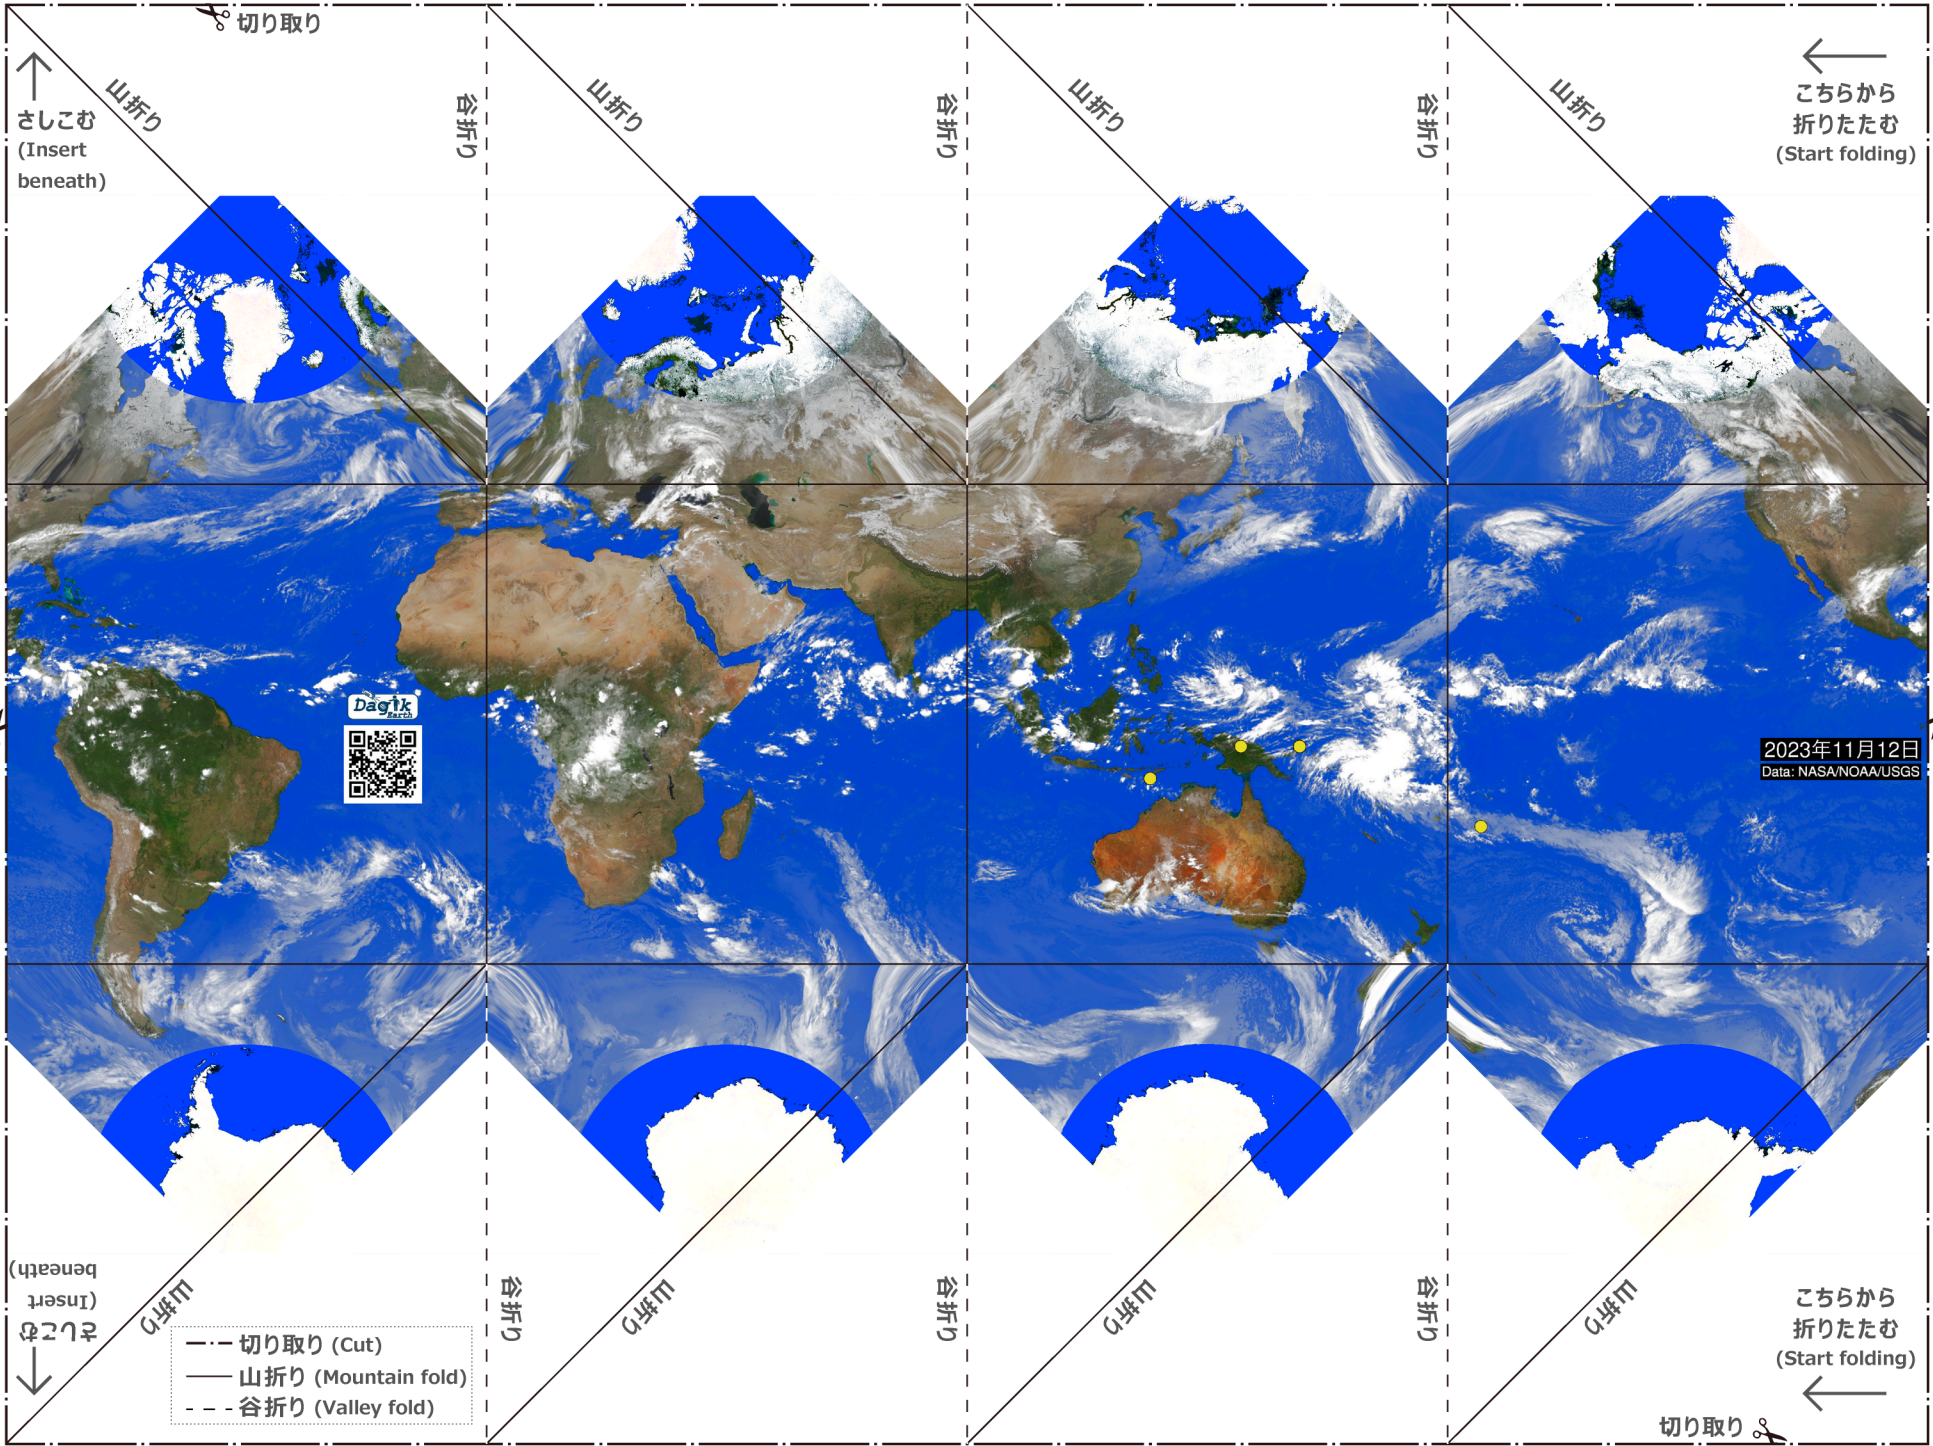 切り取り
山折り
谷折り
山折り
谷折り
山折り
谷折り
山折り
さしこむ
(Insert
beneath)
こちらから
折りたたむ
(Start folding)
Dagik
Earth
2023年11月12日
Data: NASA/NOAA/USGS
さしこむ
(Insert
beneath)
山折り
谷折り
山折り
谷折り
山折り
谷折り
山折り
こちらから
折りたたむ
(Start folding)
切り取り (Cut)
山折り (Mountain fold)
谷折り (Valley fold)
切り取り